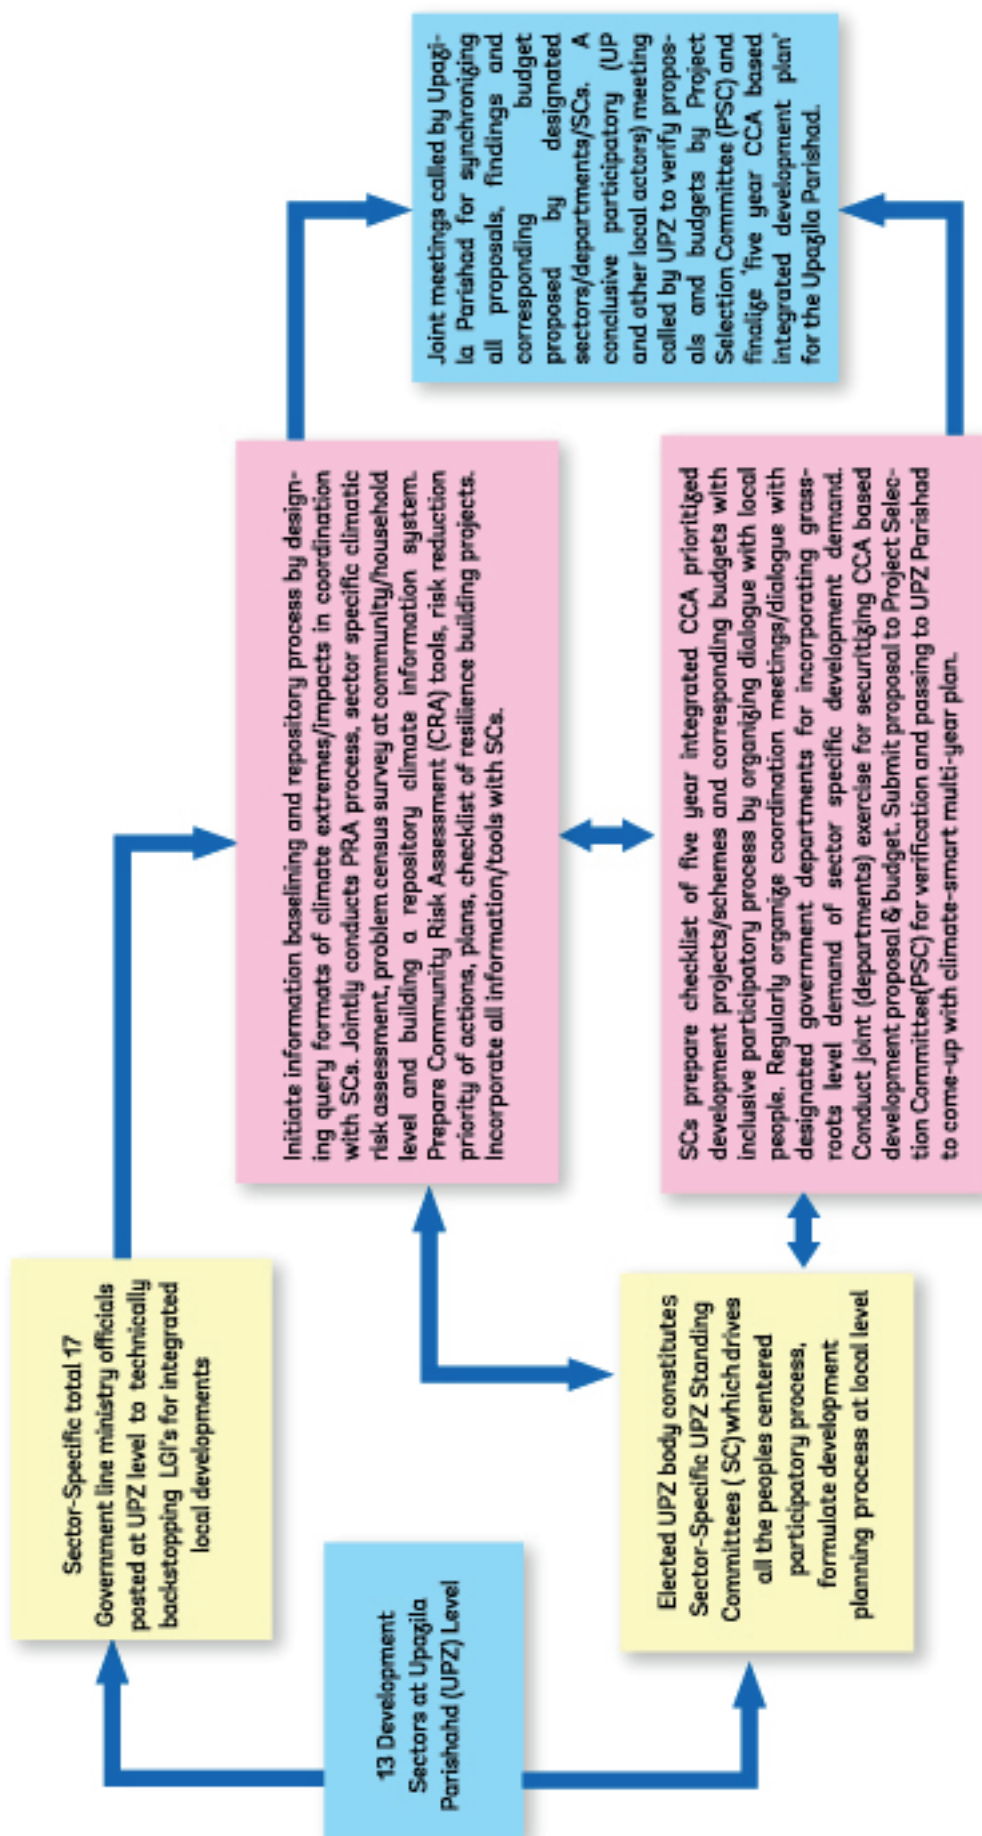 13 Development
Sectors at Upazila
Parishahd (UPZ) Level
Sector-Specific total 17
Government line ministry officials
posted at UPZ level to technically
backstopping LGI's for integrated
local developments
Elected UPZ body constitutes
Sector-Specific UPZ Standing
Committees ( SC)which drives
all the peoples centered
participatory process,
formulate development
planning process at local level
Initiate information baselining and repository process by design-
ing query formats of climate extremes/impacts in coordination
with SCs. Jointly conducts PRA process, sector specific climatic
risk assessment, problem census survey at community/household
level and building a repository climate information system.
Prepare Community Risk Assessment (CRA) tools, risk reduction
priority of actions, plans, checklist of resilience building projects.
Incorporate all information/tools with SCs.
SCs prepare checklist of five year integrated CCA prioritized
development projects/schemes and corresponding budgets with
inclusive participatory process by organizing dialogue with local
people. Regularly organize coordination meetings/dialogue with
designated government departments for incorporating grass-
roots level demand of sector specific development demand.
Conduct joint (departments) exercise for securitizing CCA based
development proposal & budget. Submit proposal to Project Selec-
tion Committee(PSC) for verification and passing to UPZ Parishad
to come-up with climate-smart multi-year plan.
Joint meetings called by Upazi-
la Parishad for synchronizing
all proposals, findings and
corresponding budget
proposed by designated
sectors/departments/SCs. A
conclusive participatory (UP
and other local actors) meeting
called by UPZ to verify propos-
als and budgets by Project
Selection Committee (PSC) and
finalize 'five year CCA based
integrated development plan'
for the Upazila Parishad.